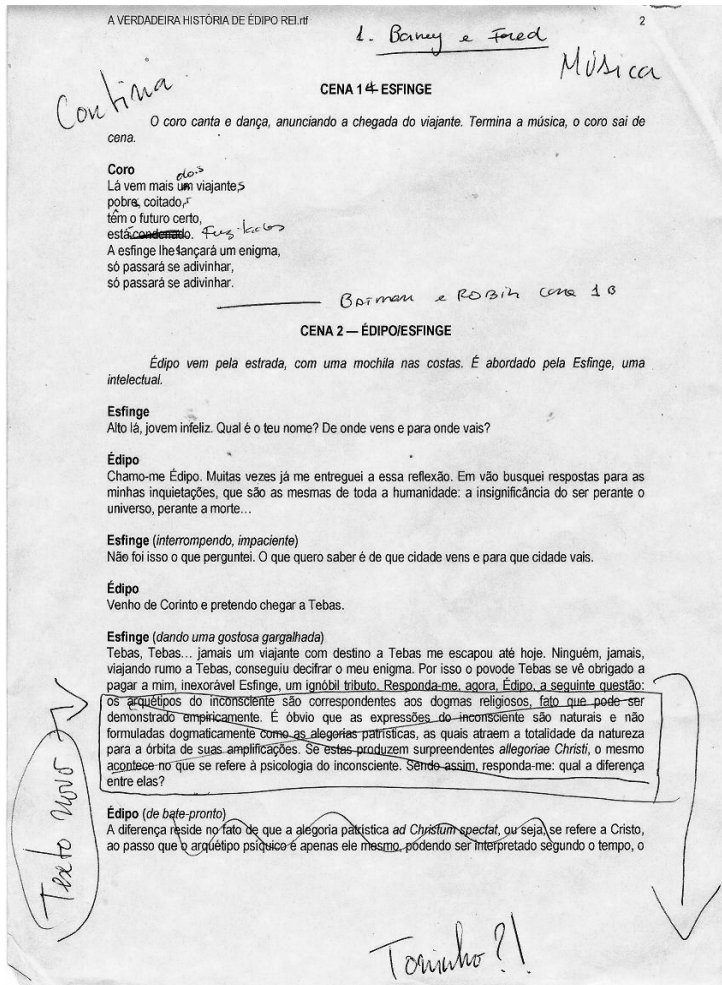 A VERDADEIRA HISTÓRIA DE ÉDIPO REI.rtf 2
1. Barney e Fred
Música
Continua
CENA 14 ESFINGE
O coro canta e dança, anunciando a chegada do viajante. Termina a música, o coro sai de
cena.
Coro
dois
Lá vem mais um viajantes
pobre, coitado,
têm o futuro certo,
está condenado.
A esfinge lhes lançará um enigma,
só passará se adivinhar,
só passará se adivinhar.
Batman e ROBIN cena 1B
CENA 2 — ÉDIPO/ESFINGE
Édipo vem pela estrada, com uma mochila nas costas. É abordado pela Esfinge, uma
intelectual.
Esfinge
Alto lá, jovem infeliz. Qual é o teu nome? De onde vens e para onde vais?
Édipo
Chamo-me Édipo. Muitas vezes já me entreguei a essa reflexão. Em vão busquei respostas para as
minhas inquietações, que são as mesmas de toda a humanidade: a insignificância do ser perante o
universo, perante a morte…
Esfinge (interrompendo, impaciente)
Não foi isso o que perguntei. O que quero saber é de que cidade vens e para que cidade vais.
Édipo
Venho de Corinto e pretendo chegar a Tebas.
Esfinge (dando uma gostosa gargalhada)
Tebas, Tebas… jamais um viajante com destino a Tebas me escapou até hoje. Ninguém, jamais,
viajando rumo a Tebas, conseguiu decifrar o meu enigma. Por isso o povode Tebas se vê obrigado a
pagar a mim, inexorável Esfinge, um ignóbil tributo. Responda-me, agora, Édipo, a seguinte questão:
os arquétipos do inconsciente são correspondentes aos dogmas religiosos, fato que pode ser
demonstrado empiricamente. É óbvio que as expressões do inconsciente são naturais e não
formuladas dogmaticamente como as alegorias patrísticas, as quais atraem a totalidade da natureza
para a órbita de suas amplificações. Se estas produzem surpreendentes allegoriae Christi, o mesmo
acontece no que se refere à psicologia do inconsciente. Sendo assim, responda-me: qual a diferença
entre elas?
Texto novo
Édipo (de bate-pronto)
A diferença reside no fato de que a alegoria patrística ad Christum spectat, ou seja, se refere a Cristo,
ao passo que o arquétipo psíquico é apenas ele mesmo, podendo ser interpretado segundo o tempo, o
Toninho?!